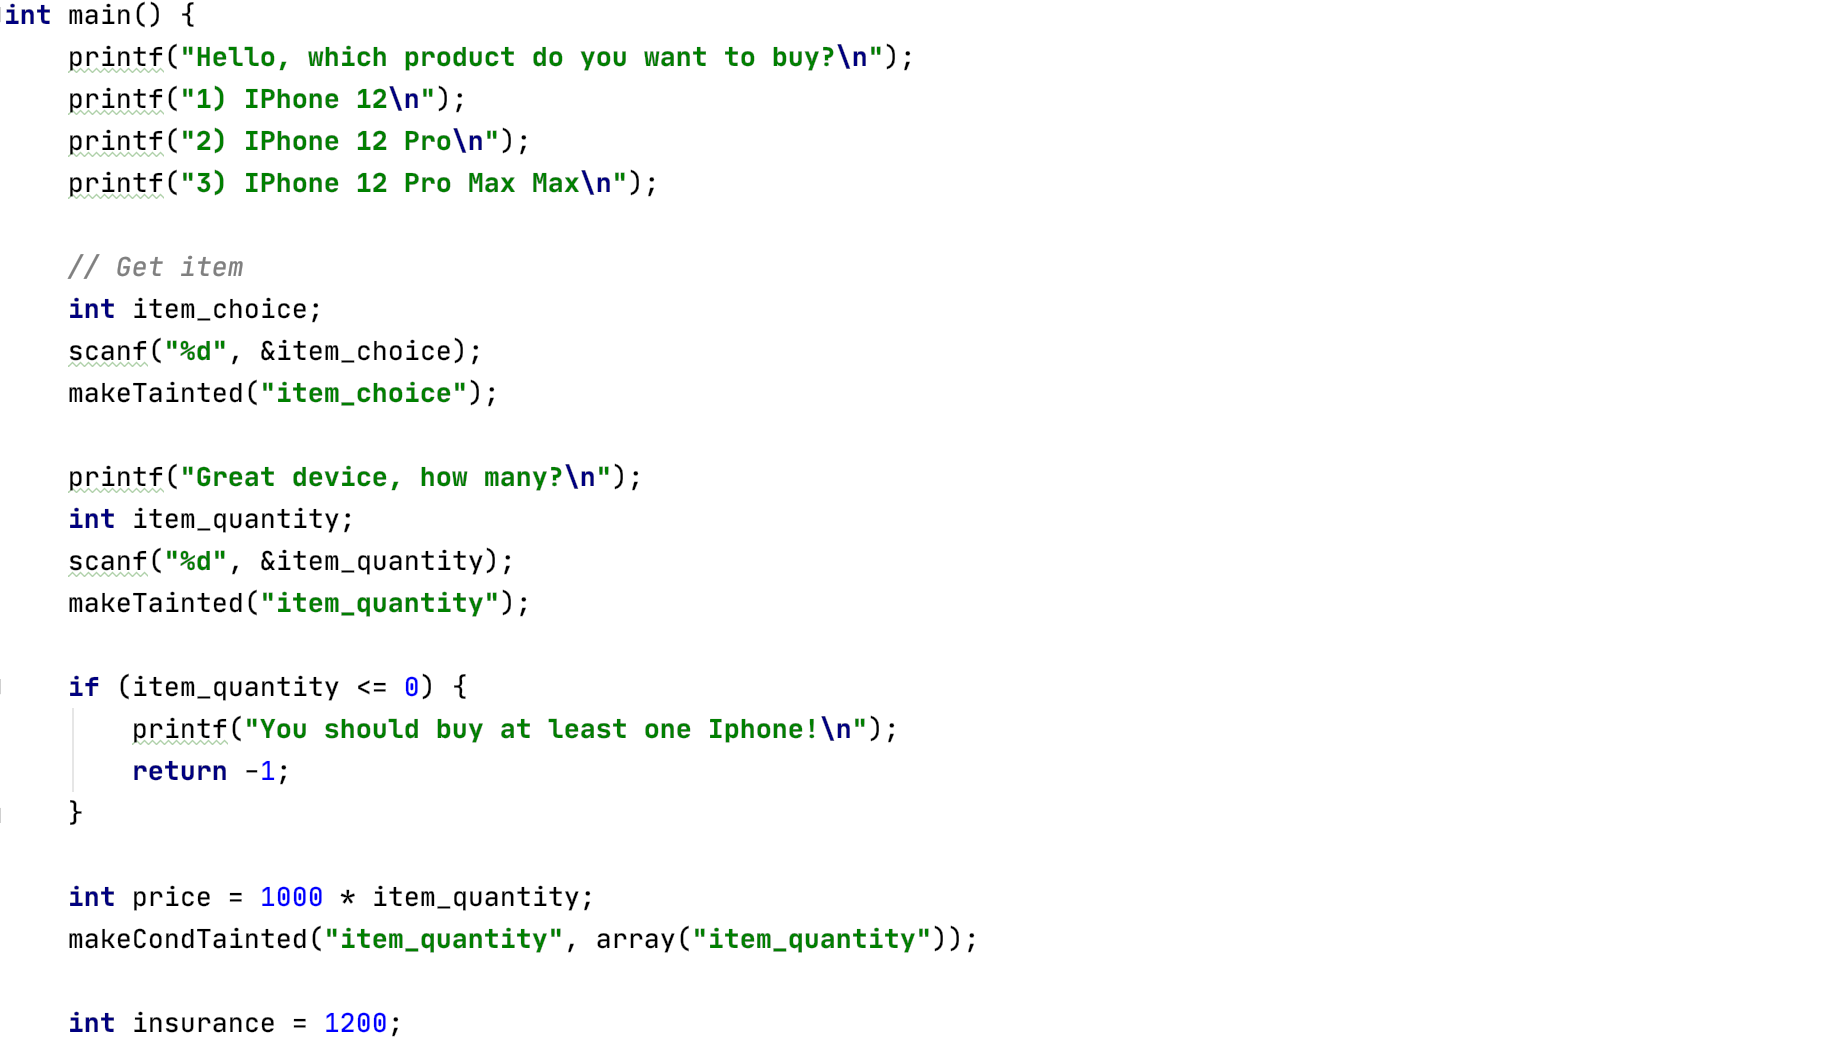 int main() {
    printf("Hello, which product do you want to buy?\n");
    printf("1) IPhone 12\n");
    printf("2) IPhone 12 Pro\n");
    printf("3) IPhone 12 Pro Max Max\n");

    // Get item
    int item_choice;
    scanf("%d", &item_choice);
    makeTainted("item_choice");

    printf("Great device, how many?\n");
    int item_quantity;
    scanf("%d", &item_quantity);
    makeTainted("item_quantity");

    if (item_quantity <= 0) {
        printf("You should buy at least one Iphone!\n");
        return -1;
    }

    int price = 1000 * item_quantity;
    makeCondTainted("item_quantity", array("item_quantity"));

    int insurance = 1200;